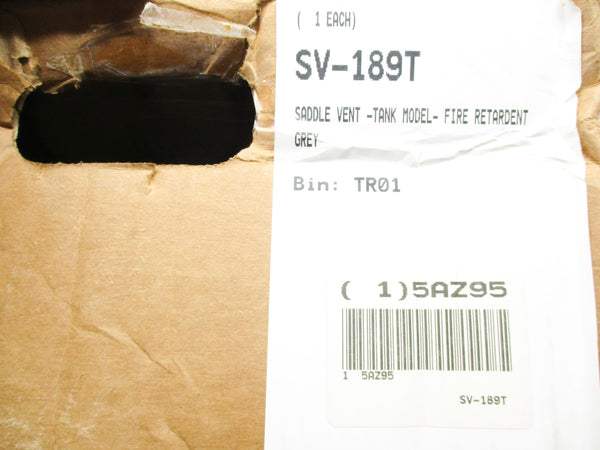 ( 1 EACH)
SV-189T
SADDLE VENT -TANK MODEL- FIRE RETARDENT
GREY
Bin: TR01
( 1)5AZ95
1 5AZ95
SV-189T